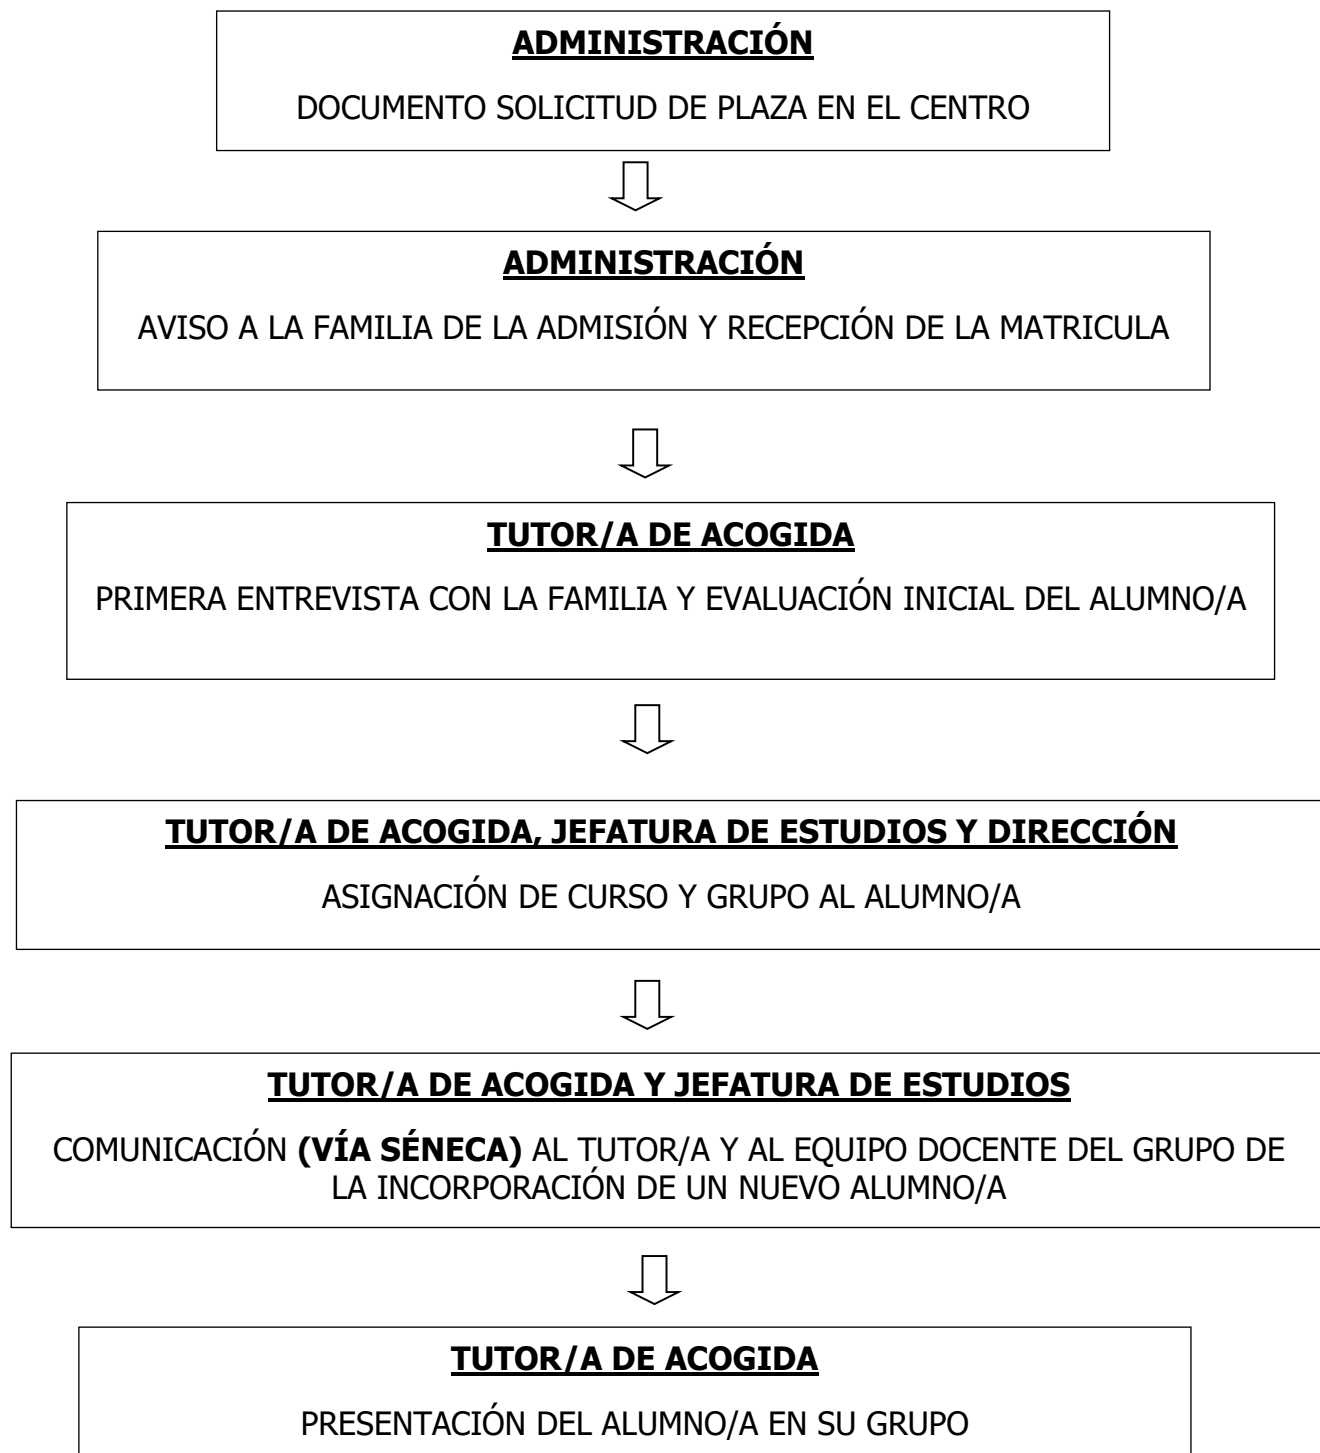 ADMINISTRACIÓN
DOCUMENTO SOLICITUD DE PLAZA EN EL CENTRO
ADMINISTRACIÓN
AVISO A LA FAMILIA DE LA ADMISIÓN Y RECEPCIÓN DE LA MATRICULA
TUTOR/A DE ACOGIDA
PRIMERA ENTREVISTA CON LA FAMILIA Y EVALUACIÓN INICIAL DEL ALUMNO/A
TUTOR/A DE ACOGIDA, JEFATURA DE ESTUDIOS Y DIRECCIÓN
ASIGNACIÓN DE CURSO Y GRUPO AL ALUMNO/A
TUTOR/A DE ACOGIDA Y JEFATURA DE ESTUDIOS
COMUNICACIÓN (VÍA SÉNECA) AL TUTOR/A Y AL EQUIPO DOCENTE DEL GRUPO DE
LA INCORPORACIÓN DE UN NUEVO ALUMNO/A
TUTOR/A DE ACOGIDA
PRESENTACIÓN DEL ALUMNO/A EN SU GRUPO